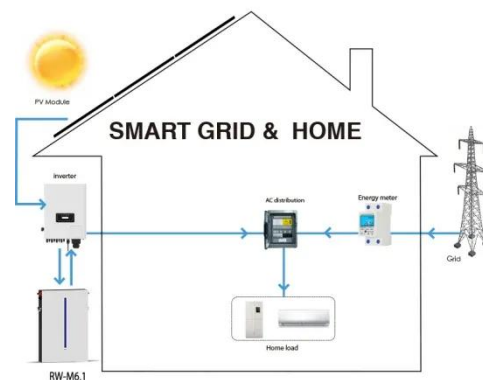 PV Module
SMART GRID & HOME
Inverter
AC distribution
Energy meter
Grid
Home load
RW-M6.1